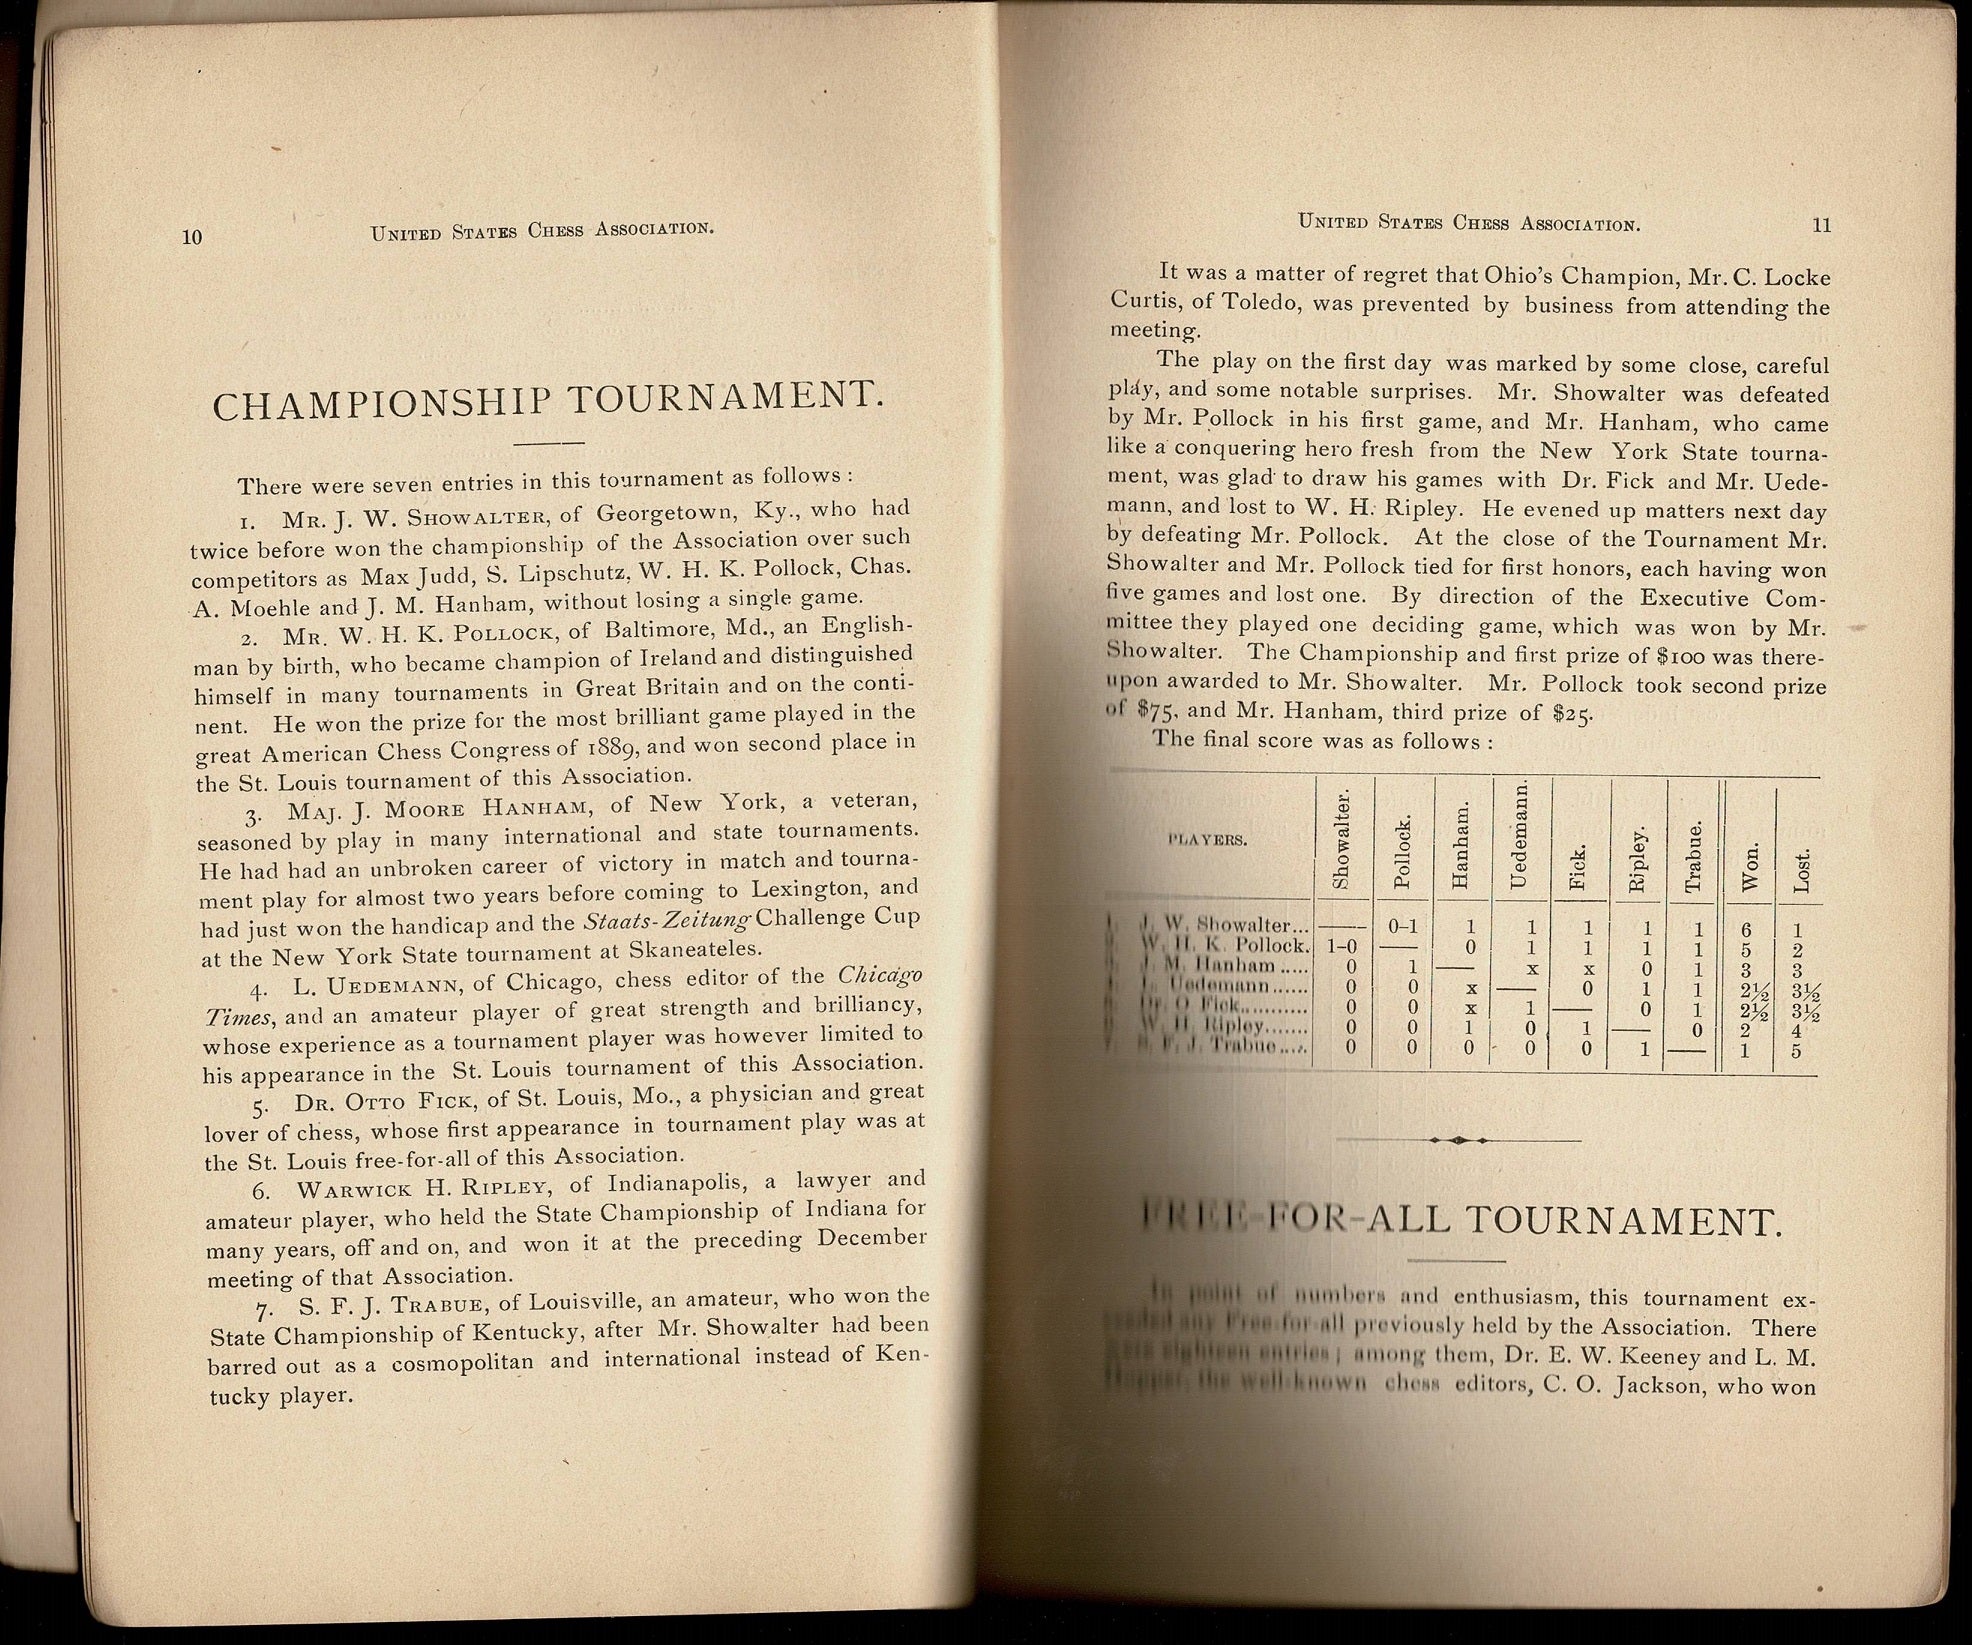 10 UNITED STATES CHESS ASSOCIATION.
CHAMPIONSHIP TOURNAMENT.
There were seven entries in this tournament as follows :
1. MR. J. W. SHOWALTER, of Georgetown, Ky., who had
twice before won the championship of the Association over such
competitors as Max Judd, S. Lipschutz, W. H. K. Pollock, Chas.
A. Moehle and J. M. Hanham, without losing a single game.
2. MR. W. H. K. POLLOCK, of Baltimore, Md., an English-
man by birth, who became champion of Ireland and distinguished
himself in many tournaments in Great Britain and on the conti-
nent. He won the prize for the most brilliant game played in the
great American Chess Congress of 1889, and won second place in
the St. Louis tournament of this Association.
3. MAJ. J. MOORE HANHAM, of New York, a veteran,
seasoned by play in many international and state tournaments.
He had had an unbroken career of victory in match and tourna-
ment play for almost two years before coming to Lexington, and
had just won the handicap and the Staats-Zeitung Challenge Cup
at the New York State tournament at Skaneateles.
4. L. UEDEMANN, of Chicago, chess editor of the Chicago
Times, and an amateur player of great strength and brilliancy,
whose experience as a tournament player was however limited to
his appearance in the St. Louis tournament of this Association.
5. DR. OTTO FICK, of St. Louis, Mo., a physician and great
lover of chess, whose first appearance in tournament play was at
the St. Louis free-for-all of this Association.
6. WARWICK H. RIPLEY, of Indianapolis, a lawyer and
amateur player, who held the State Championship of Indiana for
many years, off and on, and won it at the preceding December
meeting of that Association.
7. S. F. J. TRABUE, of Louisville, an amateur, who won the
State Championship of Kentucky, after Mr. Showalter had been
barred out as a cosmopolitan and international instead of Ken-
tucky player.
UNITED STATES CHESS ASSOCIATION. 11
It was a matter of regret that Ohio's Champion, Mr. C. Locke
Curtis, of Toledo, was prevented by business from attending the
meeting.
The play on the first day was marked by some close, careful
play, and some notable surprises. Mr. Showalter was defeated
by Mr. Pollock in his first game, and Mr. Hanham, who came
like a conquering hero fresh from the New York State tourna-
ment, was glad to draw his games with Dr. Fick and Mr. Uede-
mann, and lost to W. H. Ripley. He evened up matters next day
by defeating Mr. Pollock. At the close of the Tournament Mr.
Showalter and Mr. Pollock tied for first honors, each having won
five games and lost one. By direction of the Executive Com-
mittee they played one deciding game, which was won by Mr.
Showalter. The Championship and first prize of $100 was there-
upon awarded to Mr. Showalter. Mr. Pollock took second prize
of $75, and Mr. Hanham, third prize of $25.
The final score was as follows :
PLAYERS. Showalter. Pollock. Hanham. Uedemann. Fick. Ripley. Trabue. Won. Lost.
J. W. Showalter... —— 0-1 1 1 1 1 1 6 1
W. H. K. Pollock. 1-0 —— 0 1 1 1 1 5 2
J. M. Hanham ..... 0 1 —— x x 0 1 3 3
L. Uedemann...... 0 0 x —— 0 1 1 2½ 3½
Dr. O Fick........... 0 0 x 1 —— 0 1 2½ 3½
W. H. Ripley....... 0 0 1 0 1 —— 0 2 4
S. F. J. Trabue..... 0 0 0 0 0 1 —— 1 5
FREE-FOR-ALL TOURNAMENT.
In point of numbers and enthusiasm, this tournament ex-
any Free-for-all previously held by the Association. There
eighteen entries; among them, Dr. E. W. Keeney and L. M.
the well-known chess editors, C. O. Jackson, who won